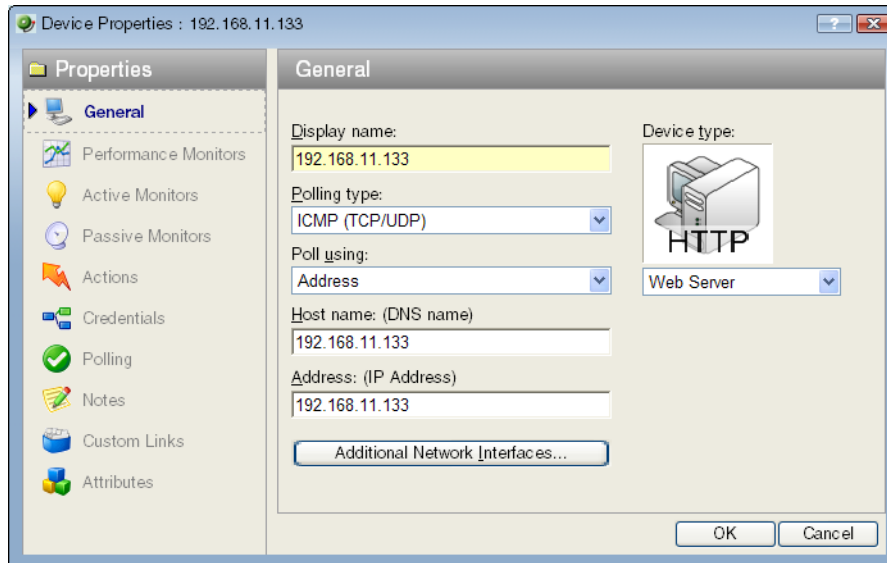 Device Properties : 192.168.11.133
Properties
General
Performance Monitors
Active Monitors
Passive Monitors
Actions
Credentials
Polling
Notes
Custom Links
Attributes
General
Display name:
192.168.11.133
Polling type:
ICMP (TCP/UDP)
Poll using:
Address
Host name: (DNS name)
192.168.11.133
Address: (IP Address)
192.168.11.133
Additional Network Interfaces...
Device type:
HTTP
Web Server
OK
Cancel